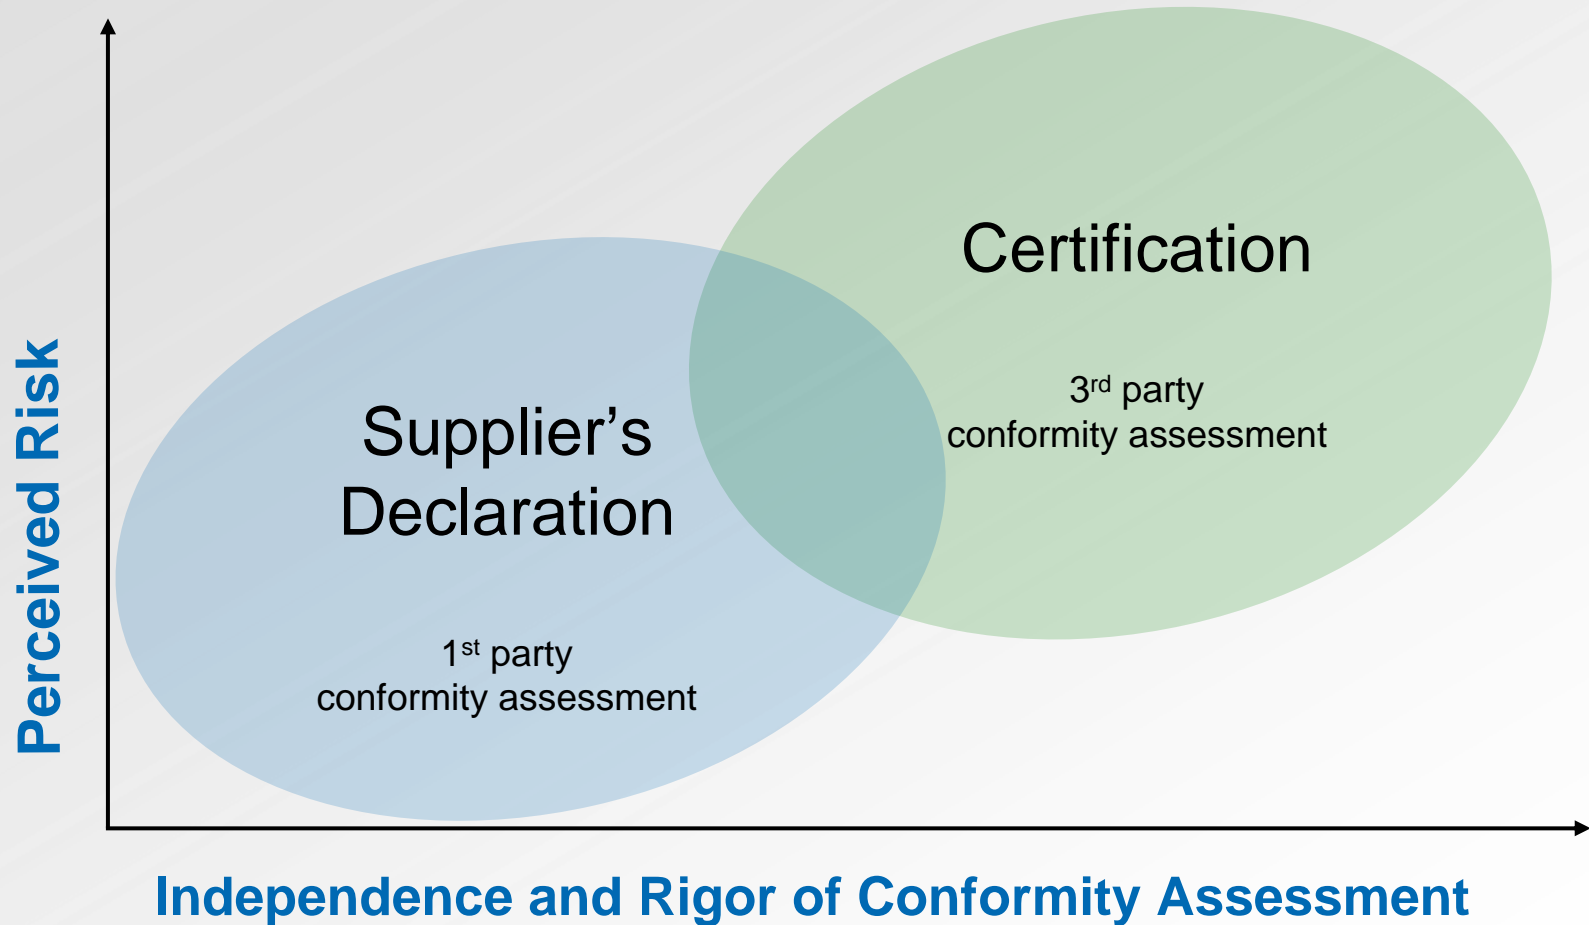 Certification
3rd party
conformity assessment
Supplier’s
Declaration
1st party
conformity assessment
Perceived Risk
Independence and Rigor of Conformity Assessment